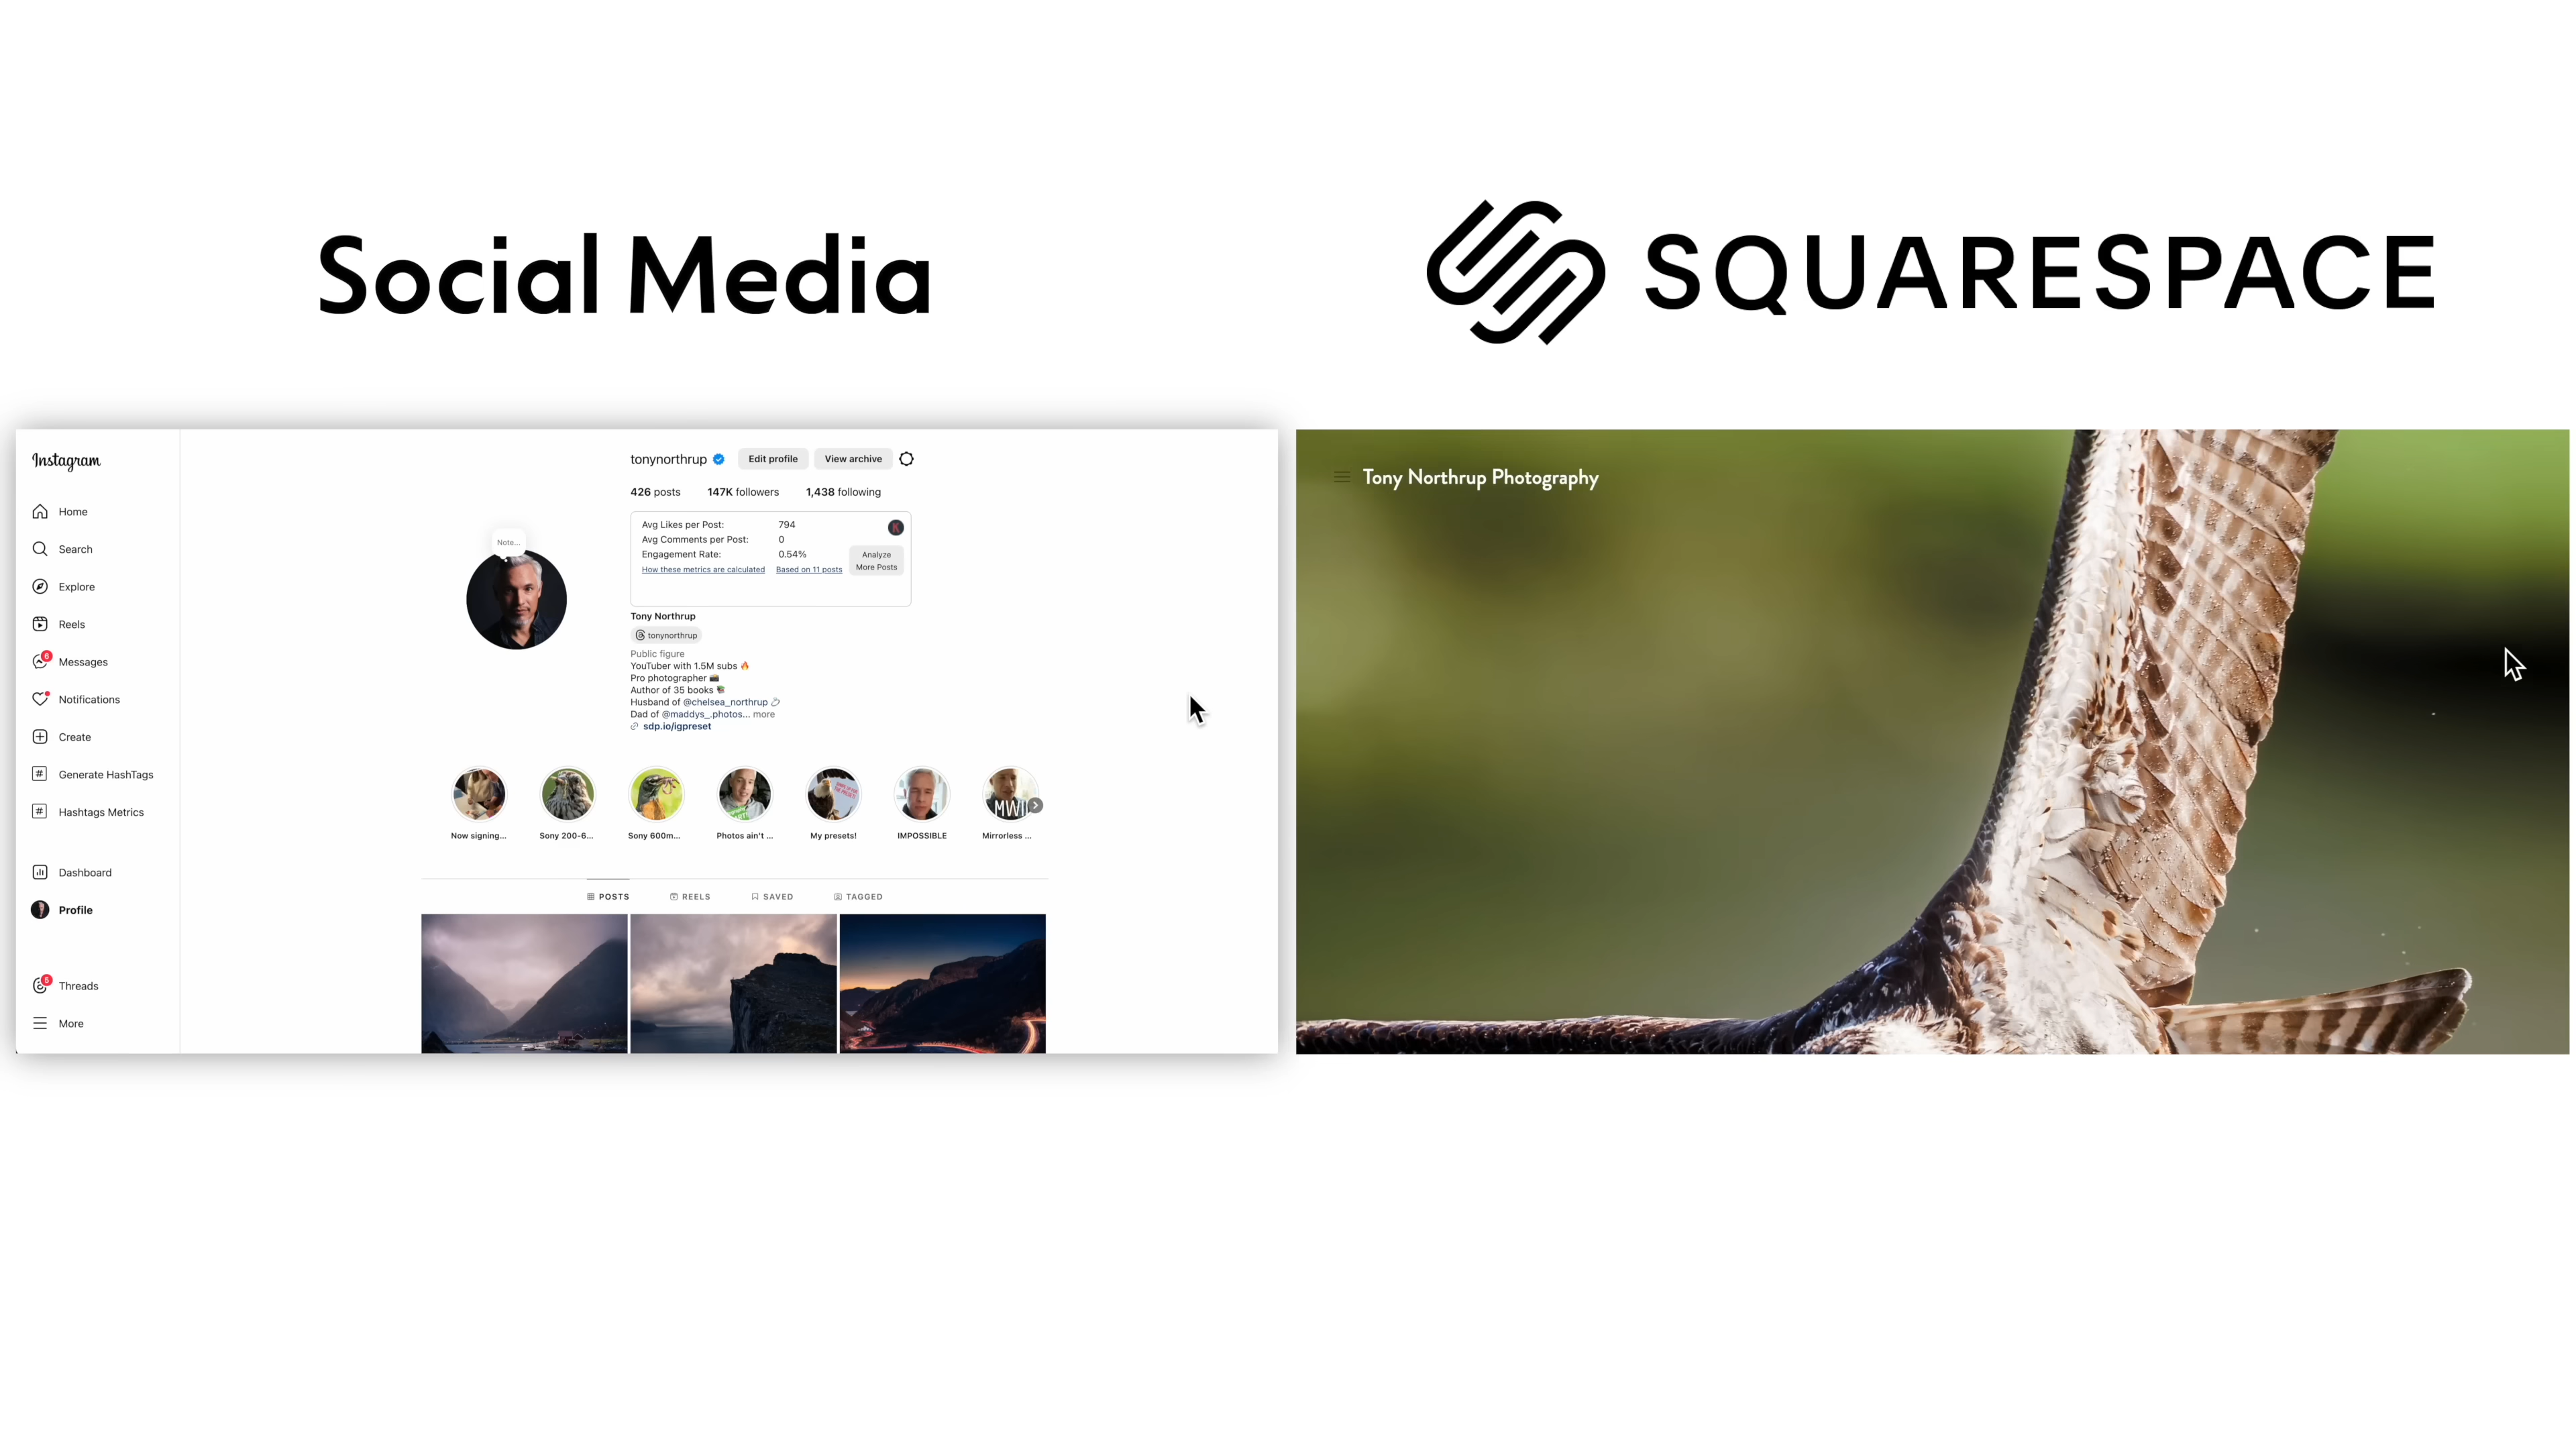 Social Media
SQUARESPACE
Instagram
Home
Search
Explore
Reels
6
Messages
Notifications
Create
# Generate HashTags
# Hashtags Metrics
Dashboard
Profile
5
Threads
More
tonynorthrup Edit profile View archive
426 posts 147K followers 1,438 following
Avg Likes per Post: 794
Avg Comments per Post: 0
Engagement Rate: 0.54%
How these metrics are calculated Based on 11 posts
Analyze
More Posts
Note...
Tony Northrup
tonynorthrup
Public figure
YouTuber with 1.5M subs 🔥
Pro photographer 📷
Author of 35 books 📚
Husband of @chelsea_northrup 💍
Dad of @maddys_.photos... more
sdp.io/igpreset
MWI
Now signing... Sony 200-6... Sony 600m... Photos ain't ... My presets! IMPOSSIBLE Mirrorless ...
POSTS REELS SAVED TAGGED
Tony Northrup Photography